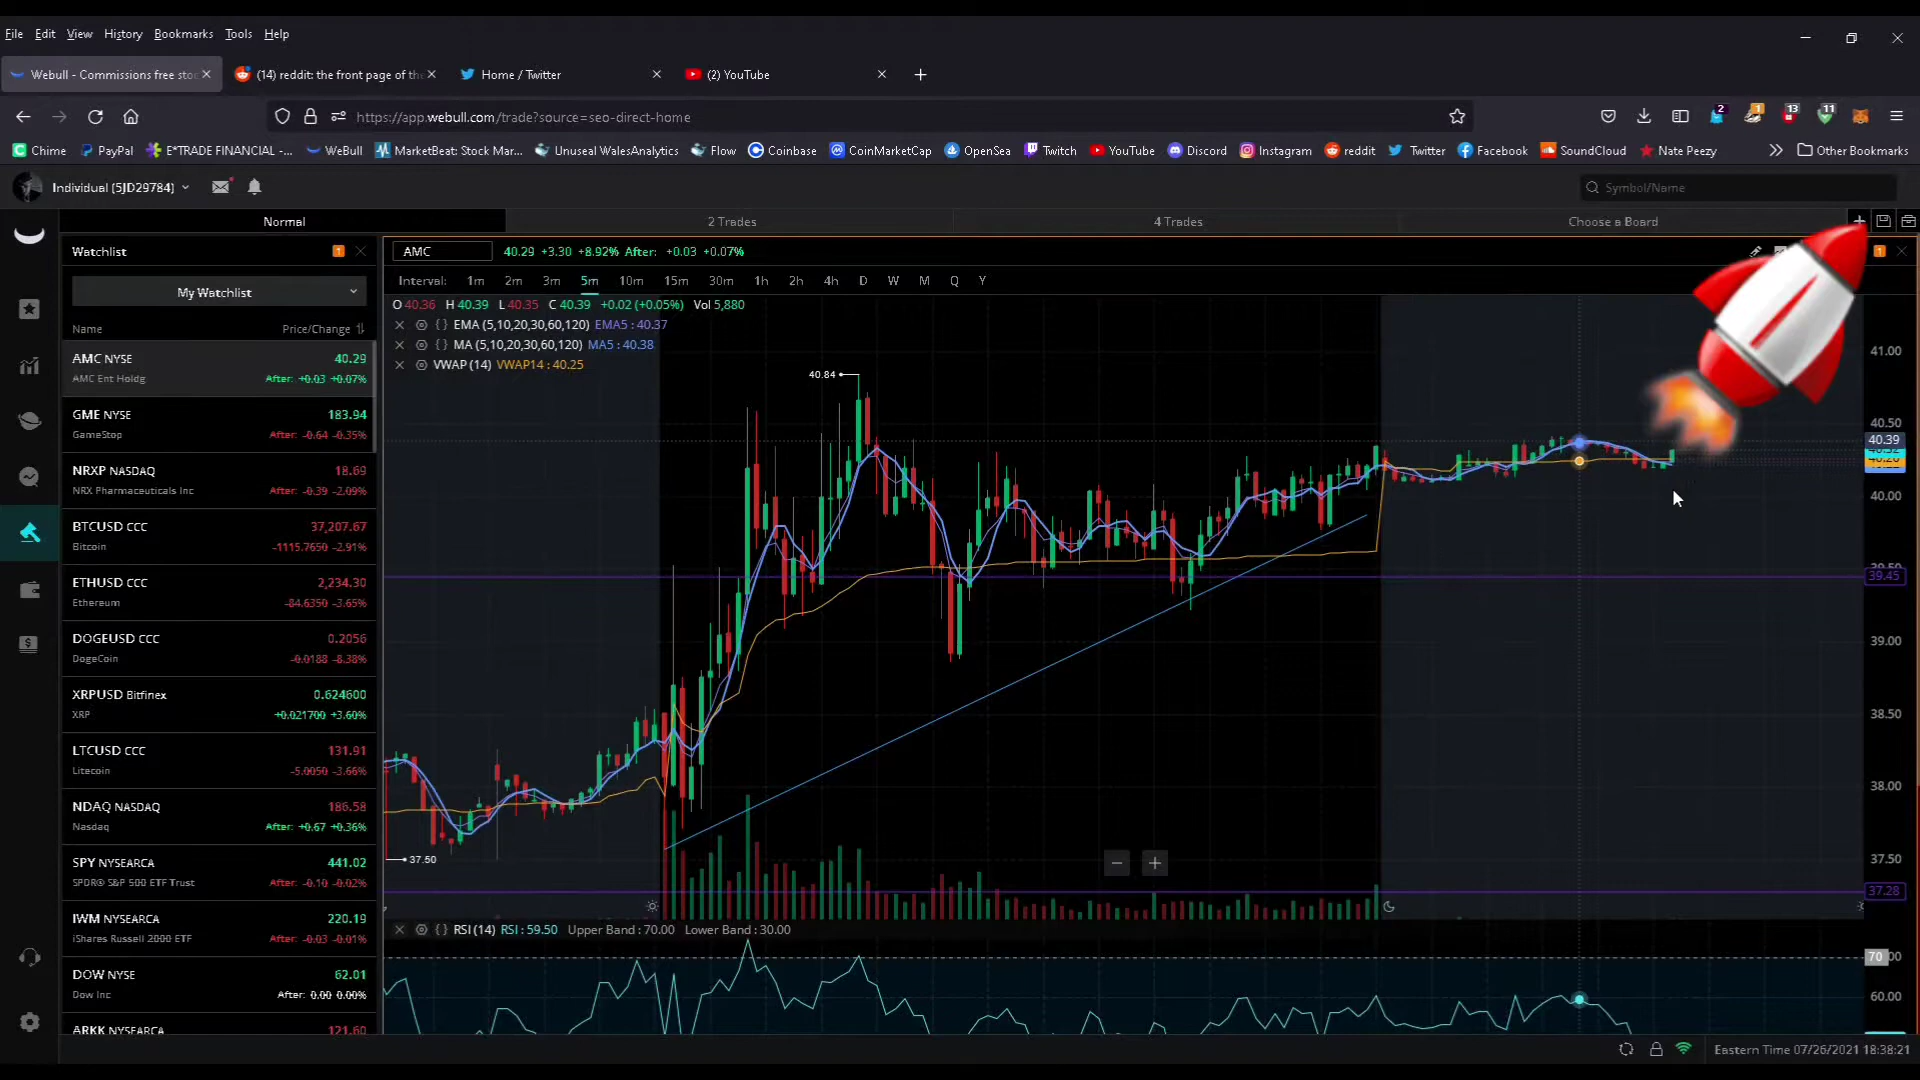 File Edit View History Bookmarks Tools Help
Webull - Commissions free sto
(14) reddit: the front page of the
Home / Twitter
(2) YouTube
https://app.webull.com/trade?source=seo-direct-home
2 1 13 11
Chime PayPal E*TRADE FINANCIAL -... WeBull MarketBeat: Stock Mar... Unuseal WalesAnalytics Flow Coinbase CoinMarketCap OpenSea Twitch YouTube Discord Instagram reddit Twitter Facebook SoundCloud Nate Peezy Other Bookmarks
Individual (5JD29784)
Symbol/Name
Normal 2 Trades 4 Trades Choose a Board
Watchlist 1
My Watchlist
Name Price/Change
AMC NYSE 40.29
AMC Ent Holdg After: +0.03 +0.07%
GME NYSE 183.94
GameStop After: -0.64 -0.35%
NRXP NASDAQ 18.69
NRX Pharmaceuticals Inc After: -0.39 -2.09%
BTCUSD CCC 37,207.67
Bitcoin -1115.7650 -2.91%
ETHUSD CCC 2,234.30
Ethereum -84.6350 -3.65%
DOGEUSD CCC 0.2056
DogeCoin -0.0188 -8.38%
XRPUSD Bitfinex 0.624600
XRP +0.021700 +3.60%
LTCUSD CCC 131.91
Litecoin -5.0050 -3.66%
NDAQ NASDAQ 186.58
Nasdaq After: +0.67 +0.36%
SPY NYSEARCA 441.02
SPDR® S&P 500 ETF Trust After: -0.10 -0.02%
IWM NYSEARCA 220.19
iShares Russell 2000 ETF After: -0.03 -0.01%
DOW NYSE 62.01
Dow Inc After: 0.00 0.00%
ARKK NYSEARCA 121.60
AMC 40.29 +3.30 +8.92% After: +0.03 +0.07%
1
Interval: 1m 2m 3m 5m 10m 15m 30m 1h 2h 4h D W M Q Y
O 40.36 H 40.39 L 40.35 C 40.39 +0.02 (+0.05%) Vol 5,880
EMA (5,10,20,30,60,120) EMA5 : 40.37
MA (5,10,20,30,60,120) MA5 : 40.38
VWAP (14) VWAP14 : 40.25
40.84
37.50
41.00
40.50
40.39
40.00
39.45
39.00
38.50
38.00
37.50
37.28
RSI (14) RSI : 59.50 Upper Band : 70.00 Lower Band : 30.00
70
60.00
Eastern Time 07/26/2021 18:38:21